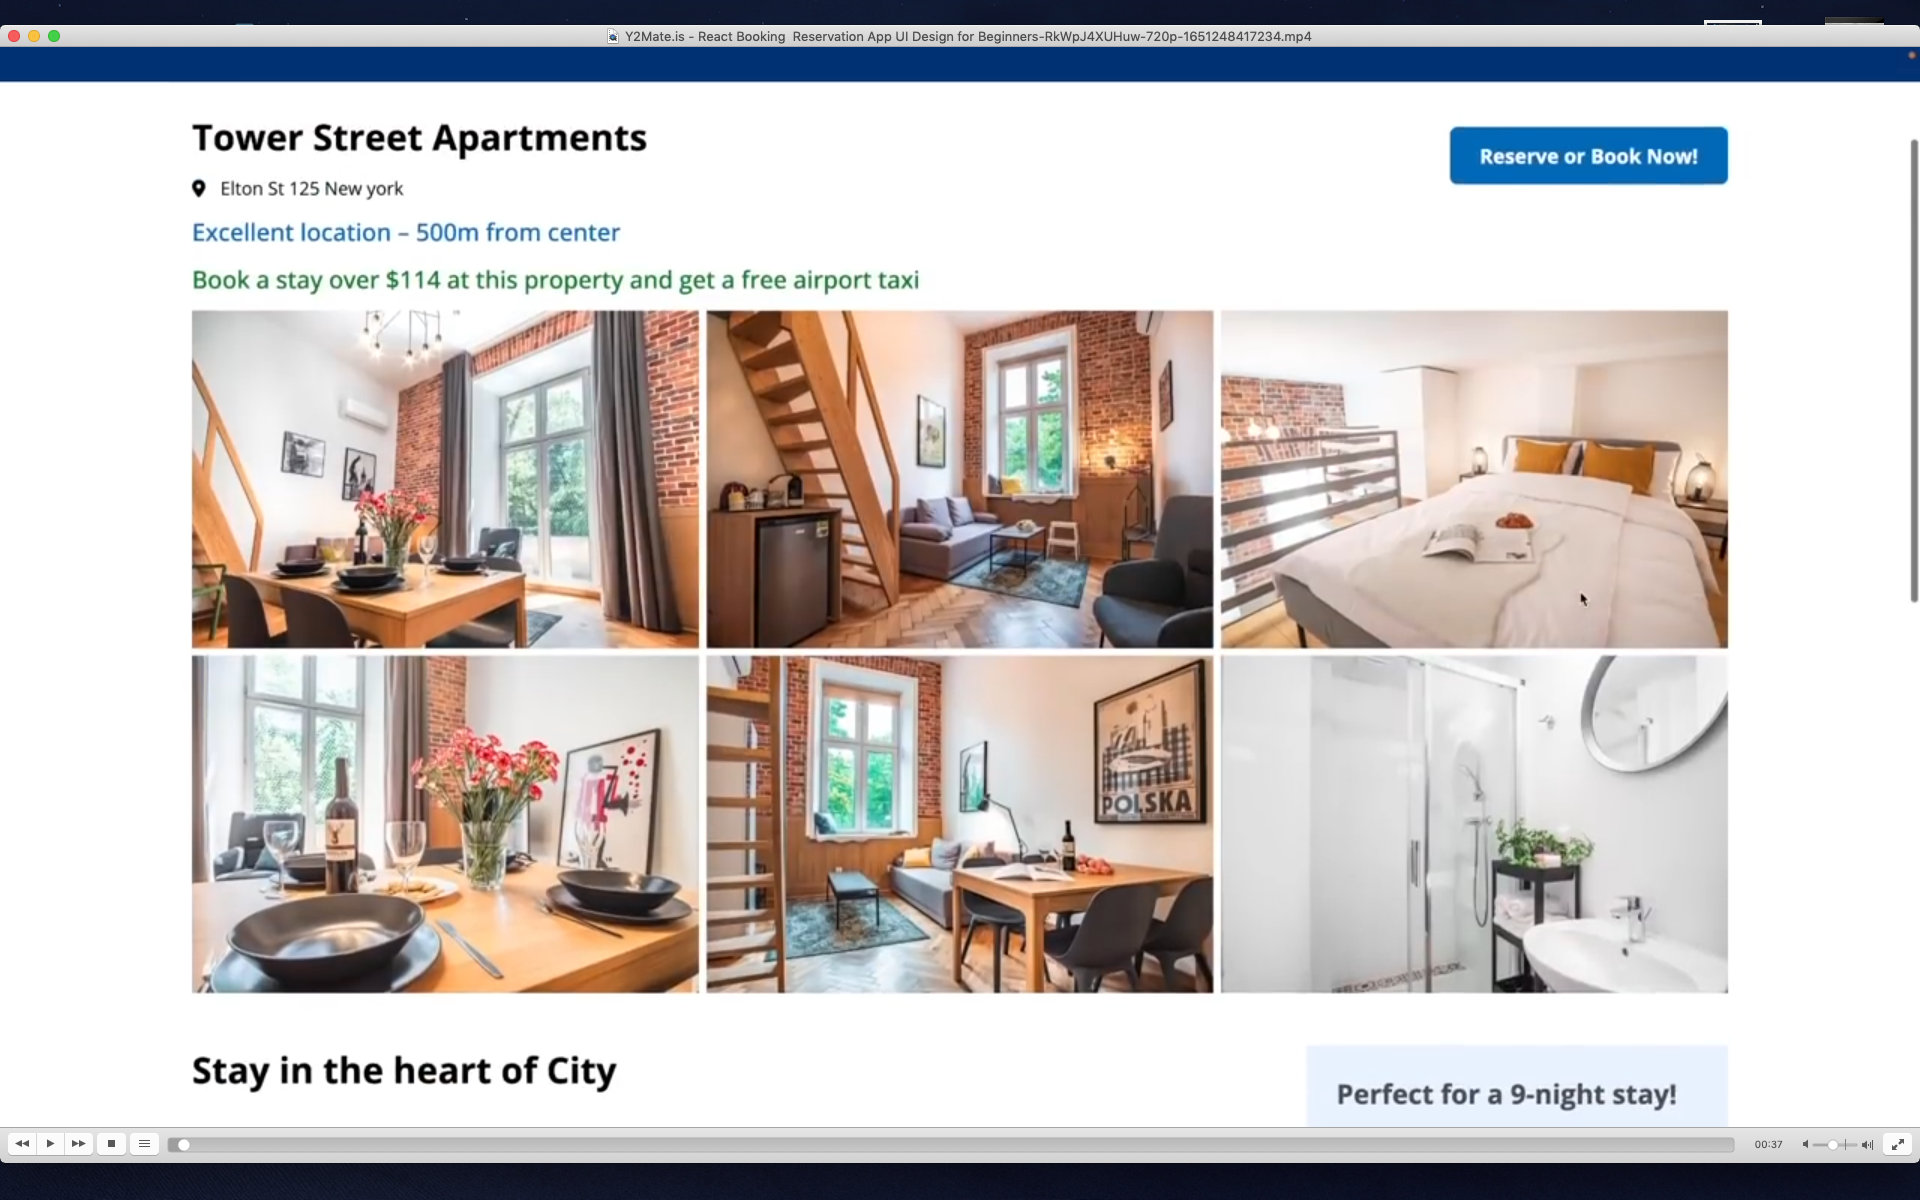 Y2Mate.is - React Booking  Reservation App UI Design for Beginners-RkWpJ4XUHuw-720p-1651248417234.mp4
Tower Street Apartments
Reserve or Book Now!
Elton St 125 New york
Excellent location – 500m from center
Book a stay over $114 at this property and get a free airport taxi
POLSKA
Stay in the heart of City
Perfect for a 9-night stay!
00:37